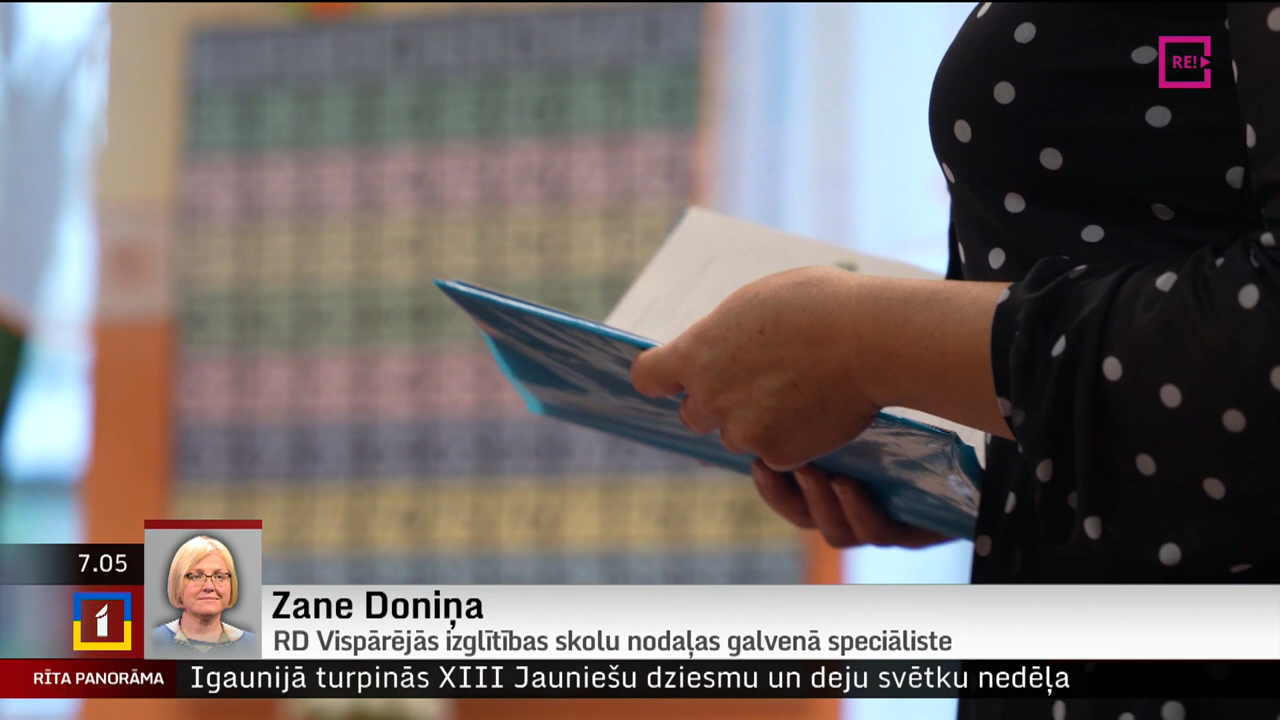 RE!
7.05
1
Zane Doniņa
RD Vispārējās izglītības skolu nodaļas galvenā speciāliste
RĪTA PANORĀMA
Igaunijā turpinās XIII Jauniešu dziesmu un deju svētku nedēļa